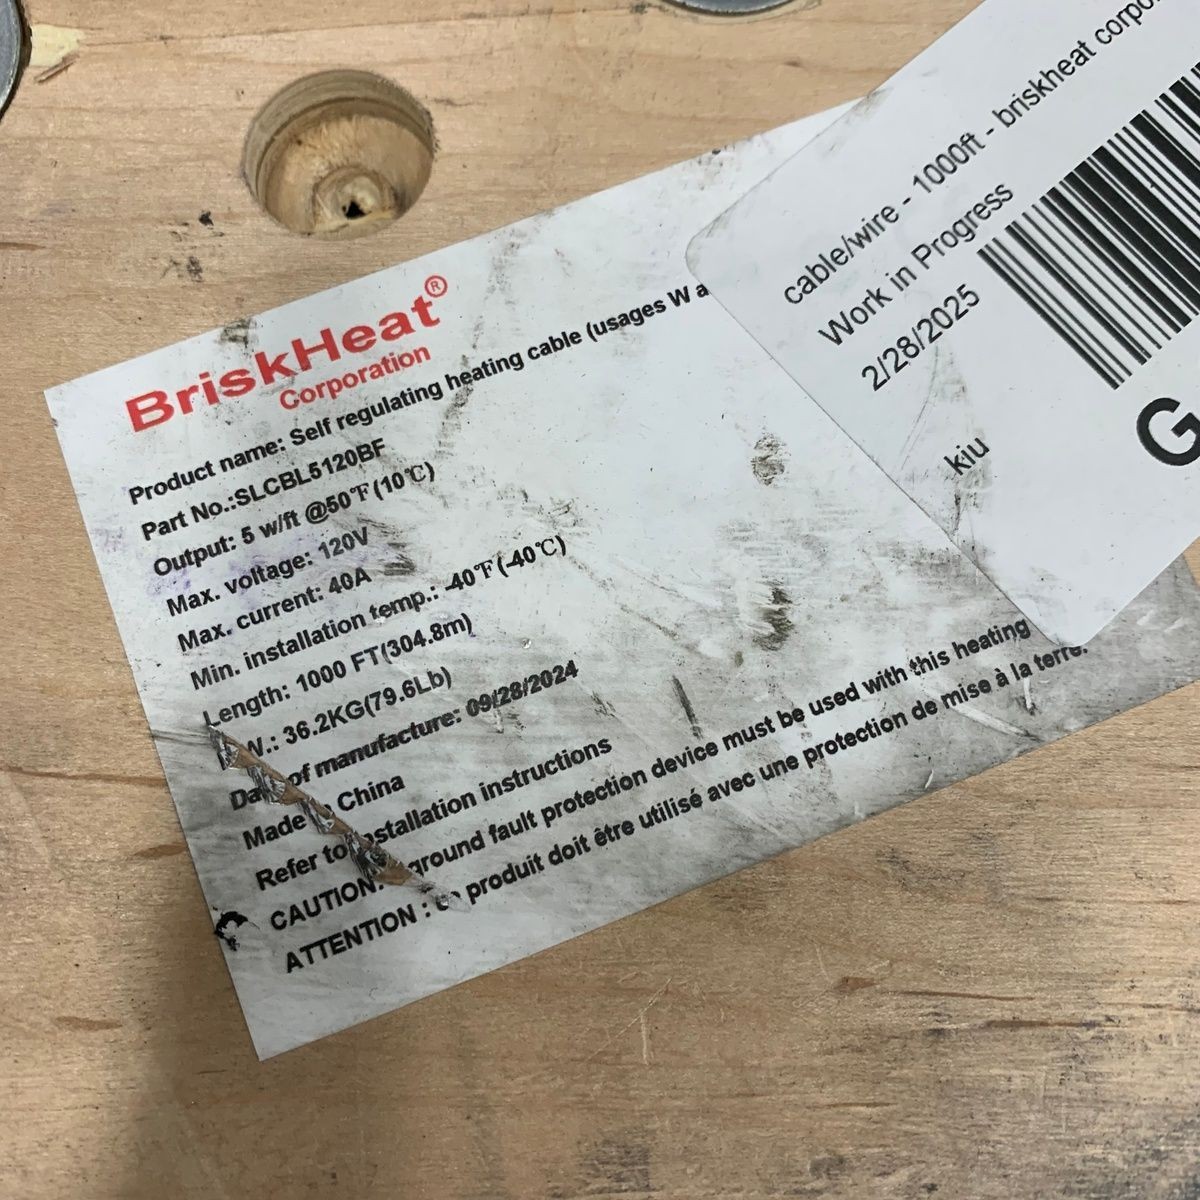 BriskHeat®
Corporation
Product name: Self regulating heating cable (usages W a
Part No.:SLCBL5120BF
Output: 5 w/ft @50℉(10℃)
Max. voltage: 120V
Max. current: 40A
Min. installation temp.: -40℉(-40℃)
Length: 1000 FT(304.8m)
W.: 36.2KG(79.6Lb)
of manufacture: 09/28/2024
Made China
Refer to installation instructions
CAUTION: ground fault protection device must be used with this heating
ATTENTION : produit doit être utilisé avec une protection de mise à la terre.
cable/wire - 1000ft - briskheat corpo
Work in Progress
2/28/2025
kiu
G